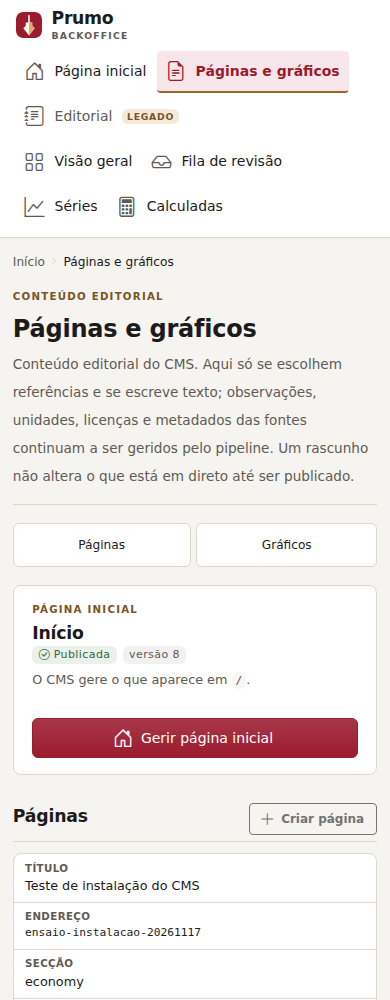 Prumo
BACKOFFICE
Página inicial
Páginas e gráficos
Editorial LEGADO
Visão geral
Fila de revisão
Séries
Calculadas
Início › Páginas e gráficos
CONTEÚDO EDITORIAL
Páginas e gráficos
Conteúdo editorial do CMS. Aqui só se escolhem
referências e se escreve texto; observações,
unidades, licenças e metadados das fontes
continuam a ser geridos pelo pipeline. Um rascunho
não altera o que está em direto até ser publicado.
Páginas
Gráficos
PÁGINA INICIAL
Início
Publicada versão 8
O CMS gere o que aparece em /.
Gerir página inicial
Páginas
Criar página
TÍTULO
Teste de instalação do CMS
ENDEREÇO
ensaio-instalacao-20261117
SECÇÃO
economy